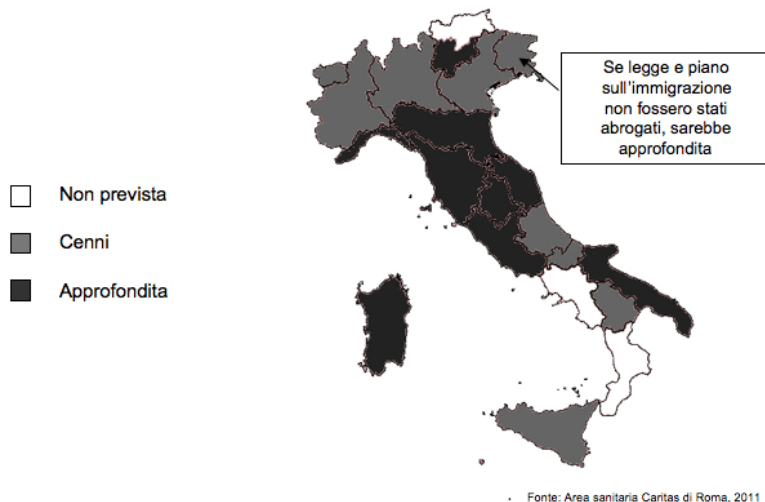 Se legge e piano
sull'immigrazione
non fossero stati
abrogati, sarebbe
approfondita
Non prevista
Cenni
Approfondita
Fonte: Area sanitaria Caritas di Roma, 2011